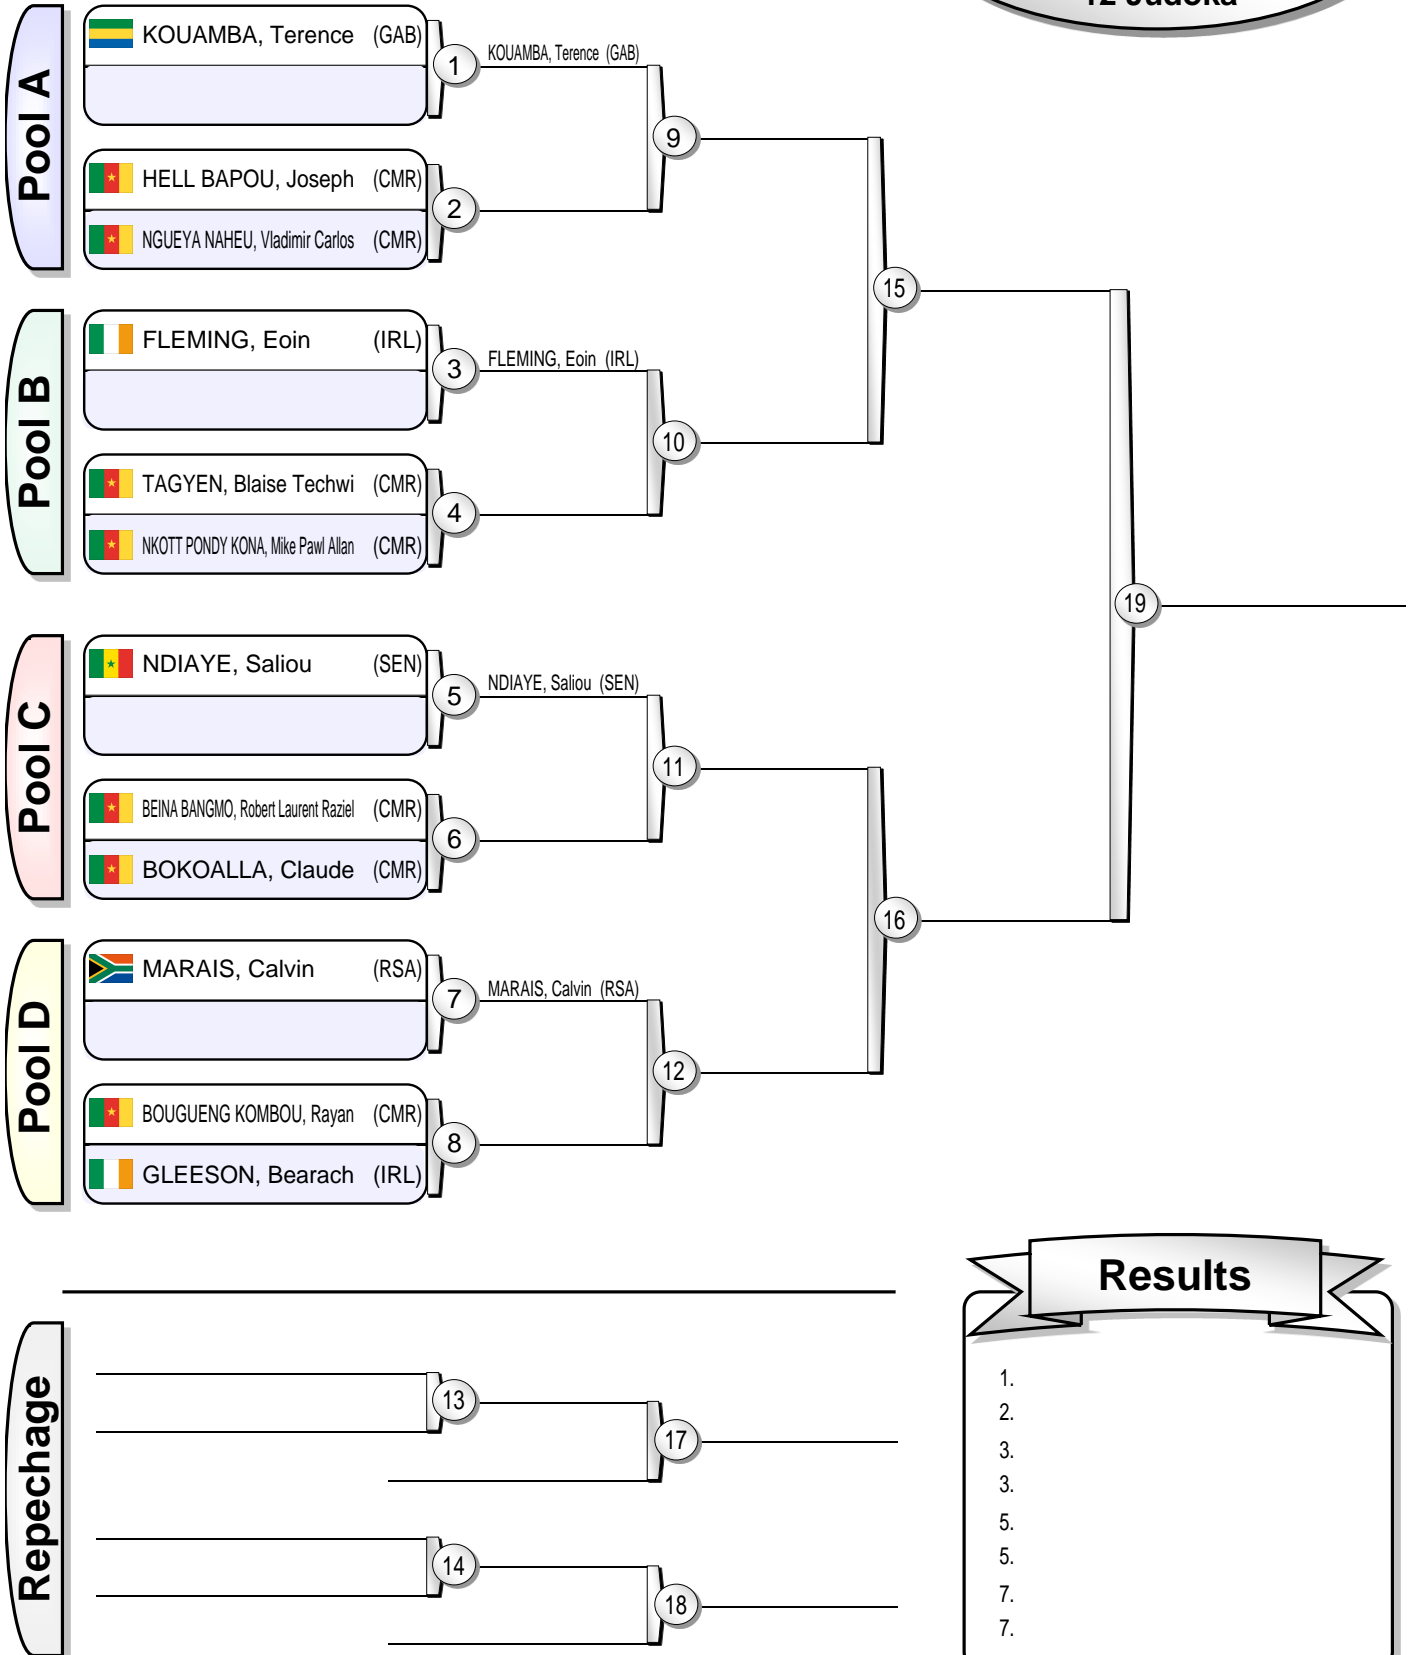 12 Judoka
Pool A
KOUAMBA, Terence (GAB)
1
KOUAMBA, Terence (GAB)
9
HELL BAPOU, Joseph (CMR)
2
NGUEYA NAHEU, Vladimir Carlos (CMR)
15
Pool B
FLEMING, Eoin (IRL)
3
FLEMING, Eoin (IRL)
10
TAGYEN, Blaise Techwi (CMR)
4
NKOTT PONDY KONA, Mike Pawl Allan (CMR)
19
Pool C
NDIAYE, Saliou (SEN)
5
NDIAYE, Saliou (SEN)
11
BEINA BANGMO, Robert Laurent Raziel (CMR)
6
BOKOALLA, Claude (CMR)
16
Pool D
MARAIS, Calvin (RSA)
7
MARAIS, Calvin (RSA)
12
BOUGUENG KOMBOU, Rayan (CMR)
8
GLEESON, Bearach (IRL)
Repechage
13
17
14
18
Results
1.
2.
3.
3.
5.
5.
7.
7.